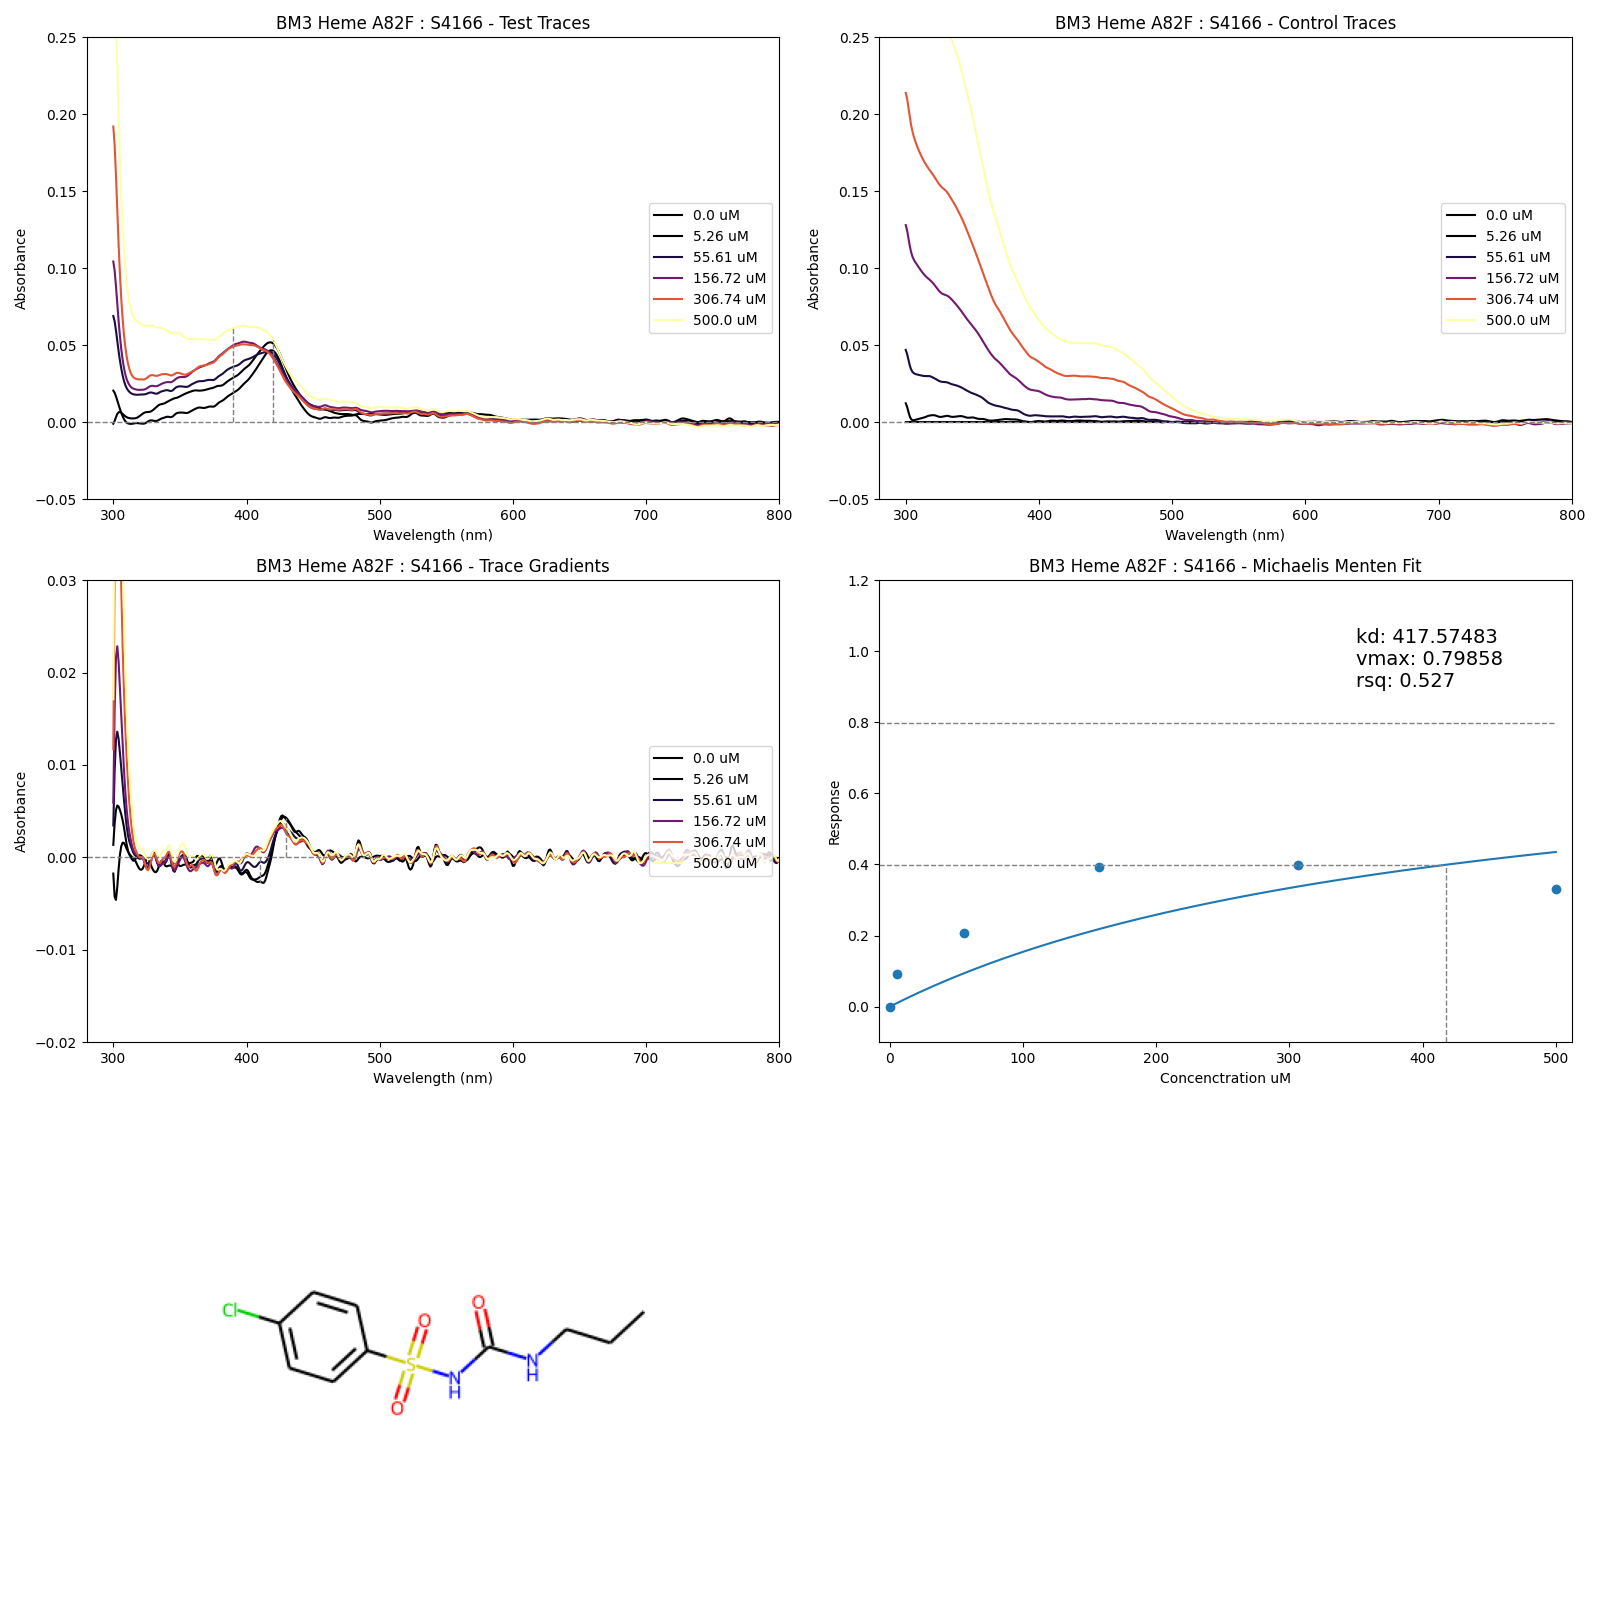 BM3 Heme A82F : S4166 - Test Traces
0.25
0.20
0.15
0.10
0.05
0.00
−0.05
Absorbance
300
400
500
600
700
800
Wavelength (nm)
0.0 uM
5.26 uM
55.61 uM
156.72 uM
306.74 uM
500.0 uM
BM3 Heme A82F : S4166 - Control Traces
0.25
0.20
0.15
0.10
0.05
0.00
−0.05
Absorbance
300
400
500
600
700
800
Wavelength (nm)
0.0 uM
5.26 uM
55.61 uM
156.72 uM
306.74 uM
500.0 uM
BM3 Heme A82F : S4166 - Trace Gradients
0.03
0.02
0.01
0.00
−0.01
−0.02
Absorbance
300
400
500
600
700
800
Wavelength (nm)
0.0 uM
5.26 uM
55.61 uM
156.72 uM
306.74 uM
500.0 uM
BM3 Heme A82F : S4166 - Michaelis Menten Fit
1.2
1.0
0.8
0.6
0.4
0.2
0.0
Response
kd: 417.57483
vmax: 0.79858
rsq: 0.527
0
100
200
300
400
500
Concenctration uM
Cl
O
S
O
N
H
O
N
H